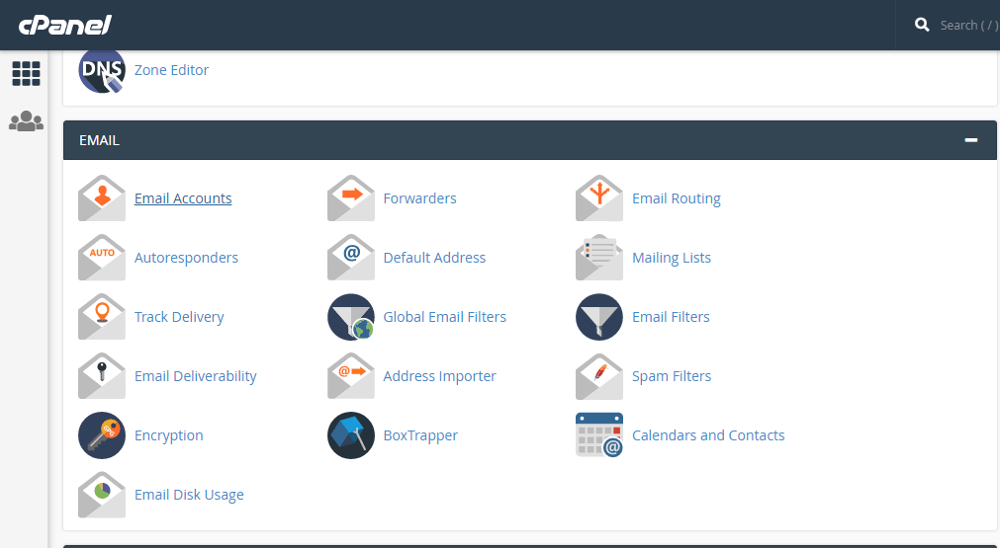 cPanel
Search ( / )
DNS
Zone Editor
EMAIL
Email Accounts
Forwarders
Email Routing
AUTO
Autoresponders
@
Default Address
Mailing Lists
Track Delivery
Global Email Filters
Email Filters
Email Deliverability
@
Address Importer
Spam Filters
Encryption
BoxTrapper
@
Calendars and Contacts
Email Disk Usage